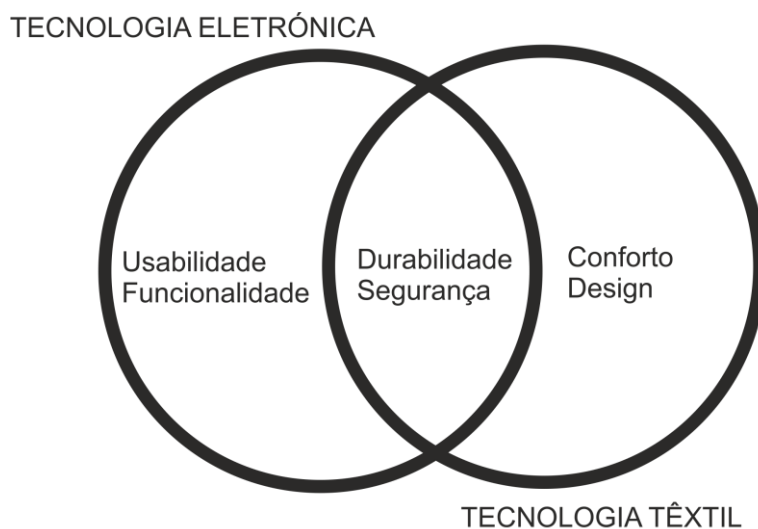 TECNOLOGIA ELETRÓNICA
Usabilidade
Funcionalidade
Durabilidade
Segurança
Conforto
Design
TECNOLOGIA TÊXTIL